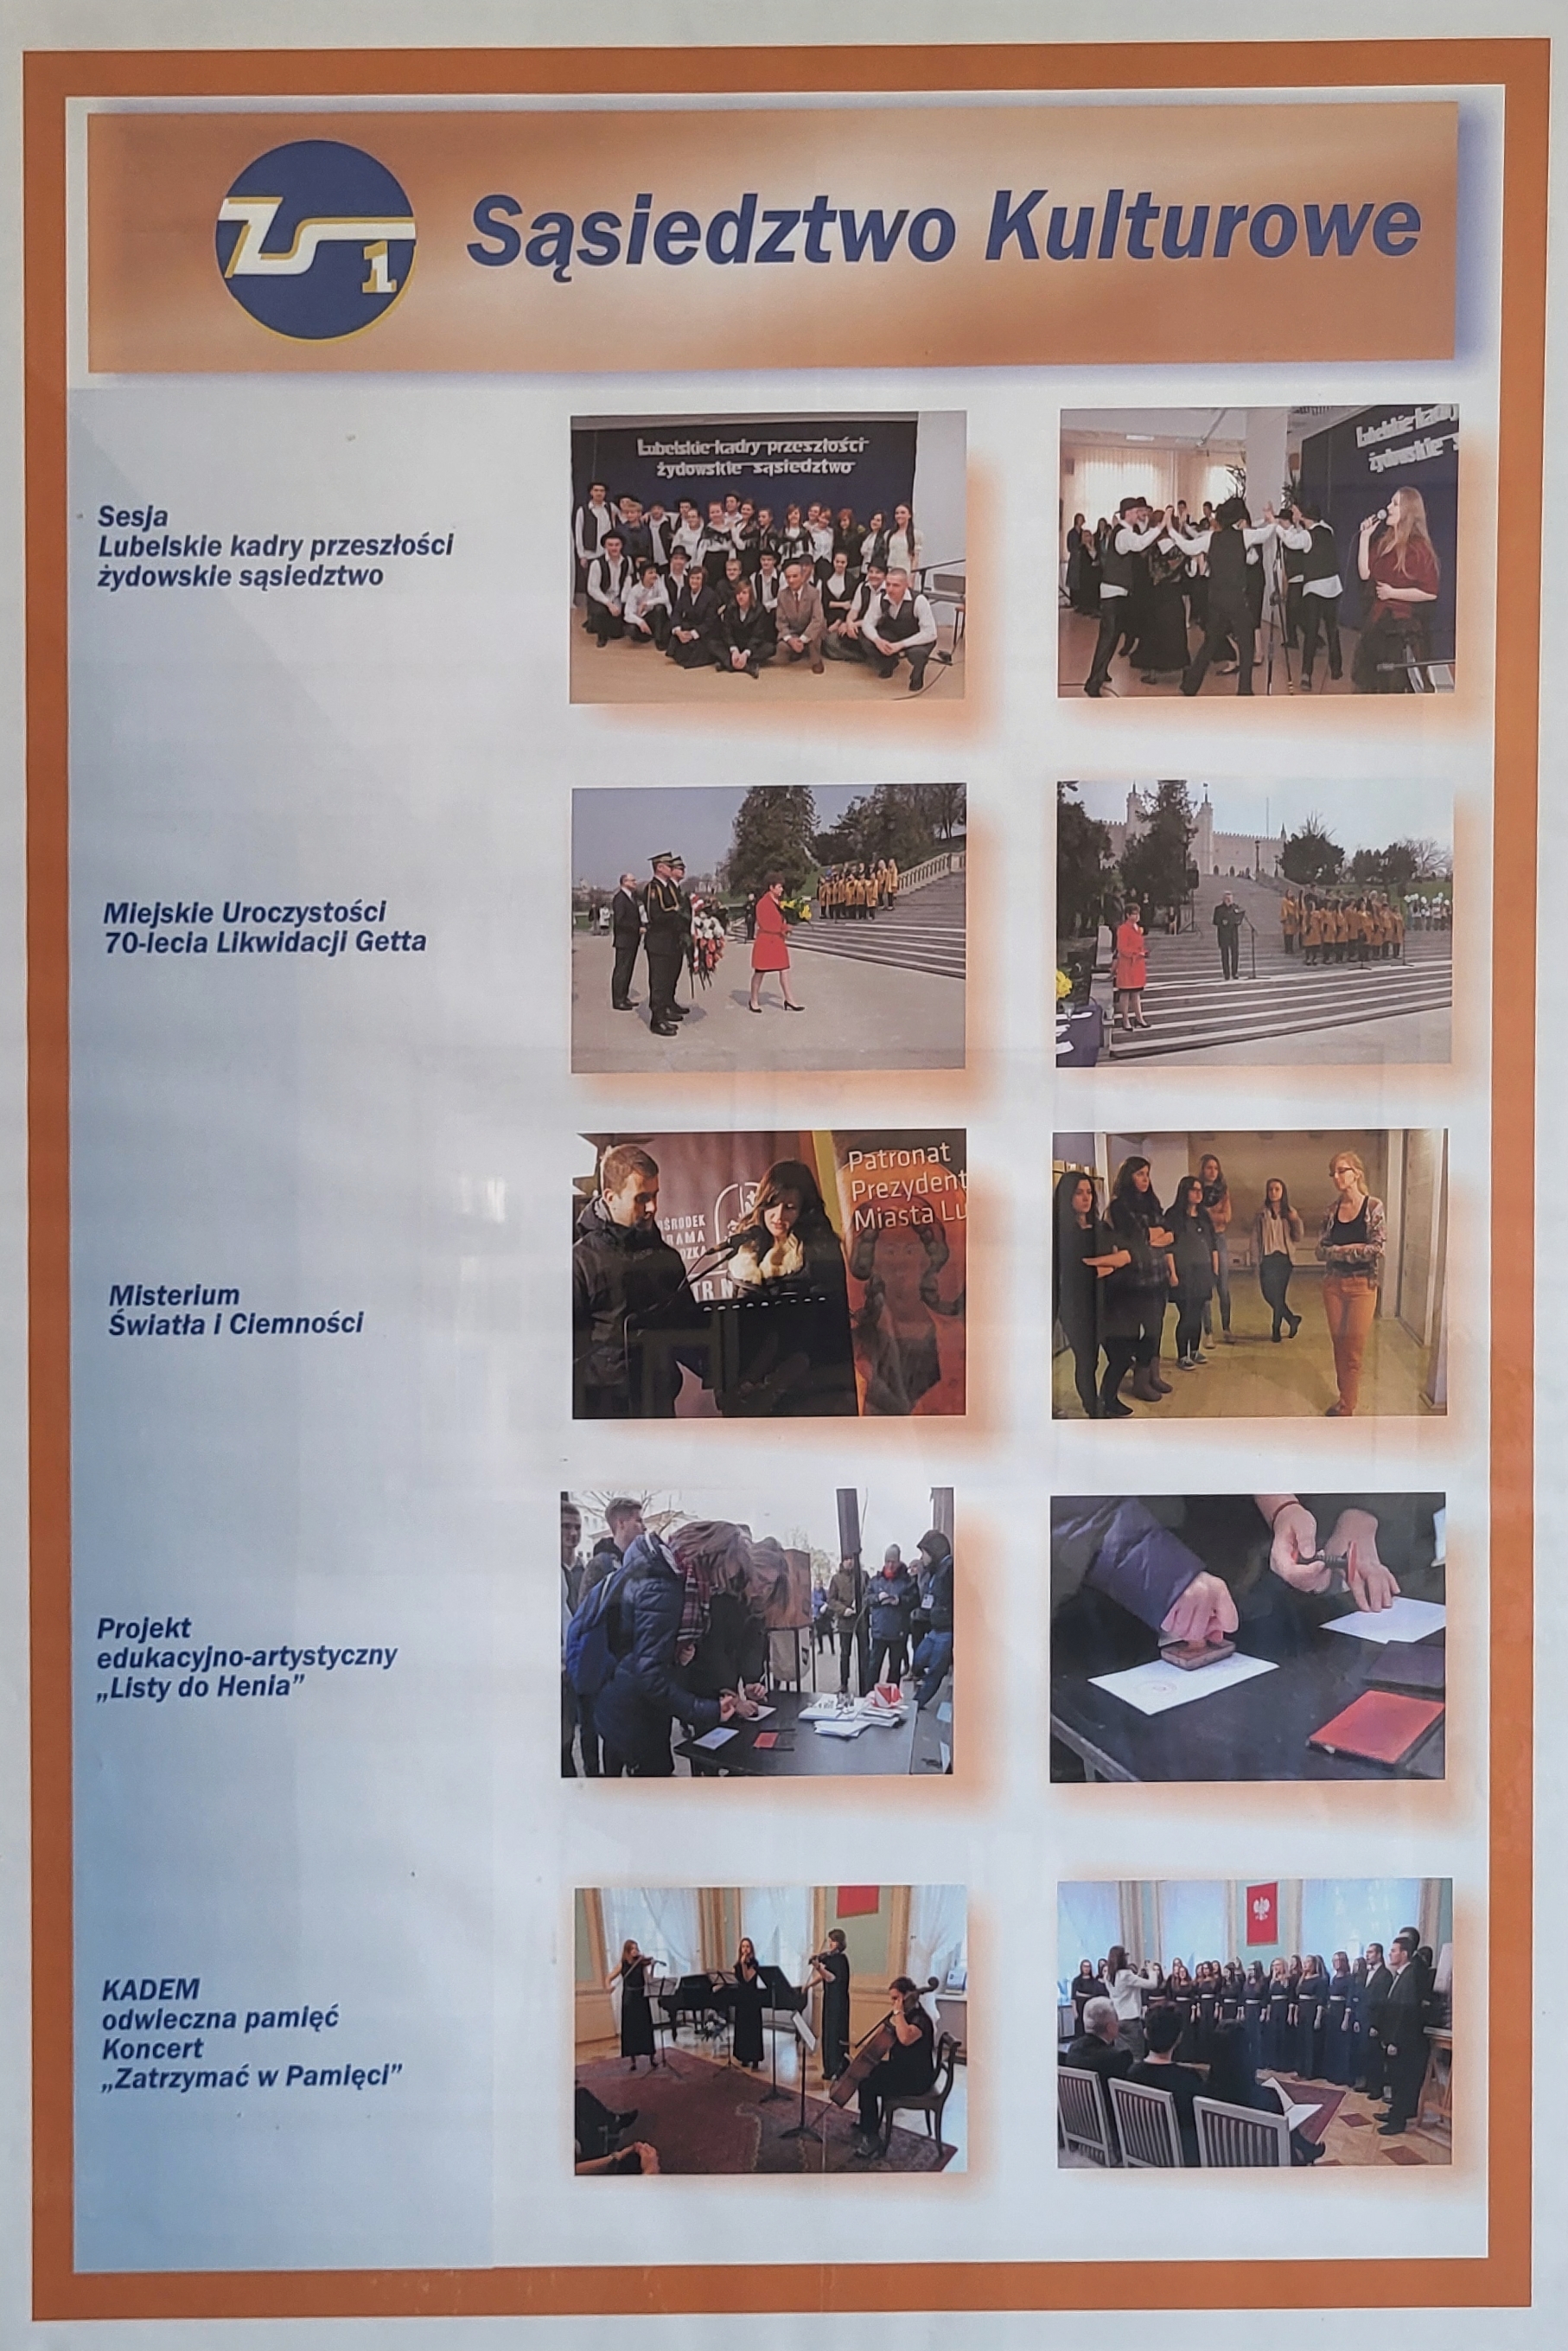 ZS 1
Sąsiedztwo Kulturowe
Sesja
Lubelskie kadry przeszłości
żydowskie sąsiedztwo
Lubelskie kadry przeszłości
żydowskie sąsiedztwo
Lubelskie kadry
żydowskie
Miejskie Uroczystości
70-lecia Likwidacji Getta
Misterium
Światła i Ciemności
OŚRODEK
BRAMA
TR N
Patronat
Prezydent
Miasta Lu
Projekt
edukacyjno-artystyczny
„Listy do Henia”
KADEM
odwieczna pamięć
Koncert
„Zatrzymać w Pamięci”